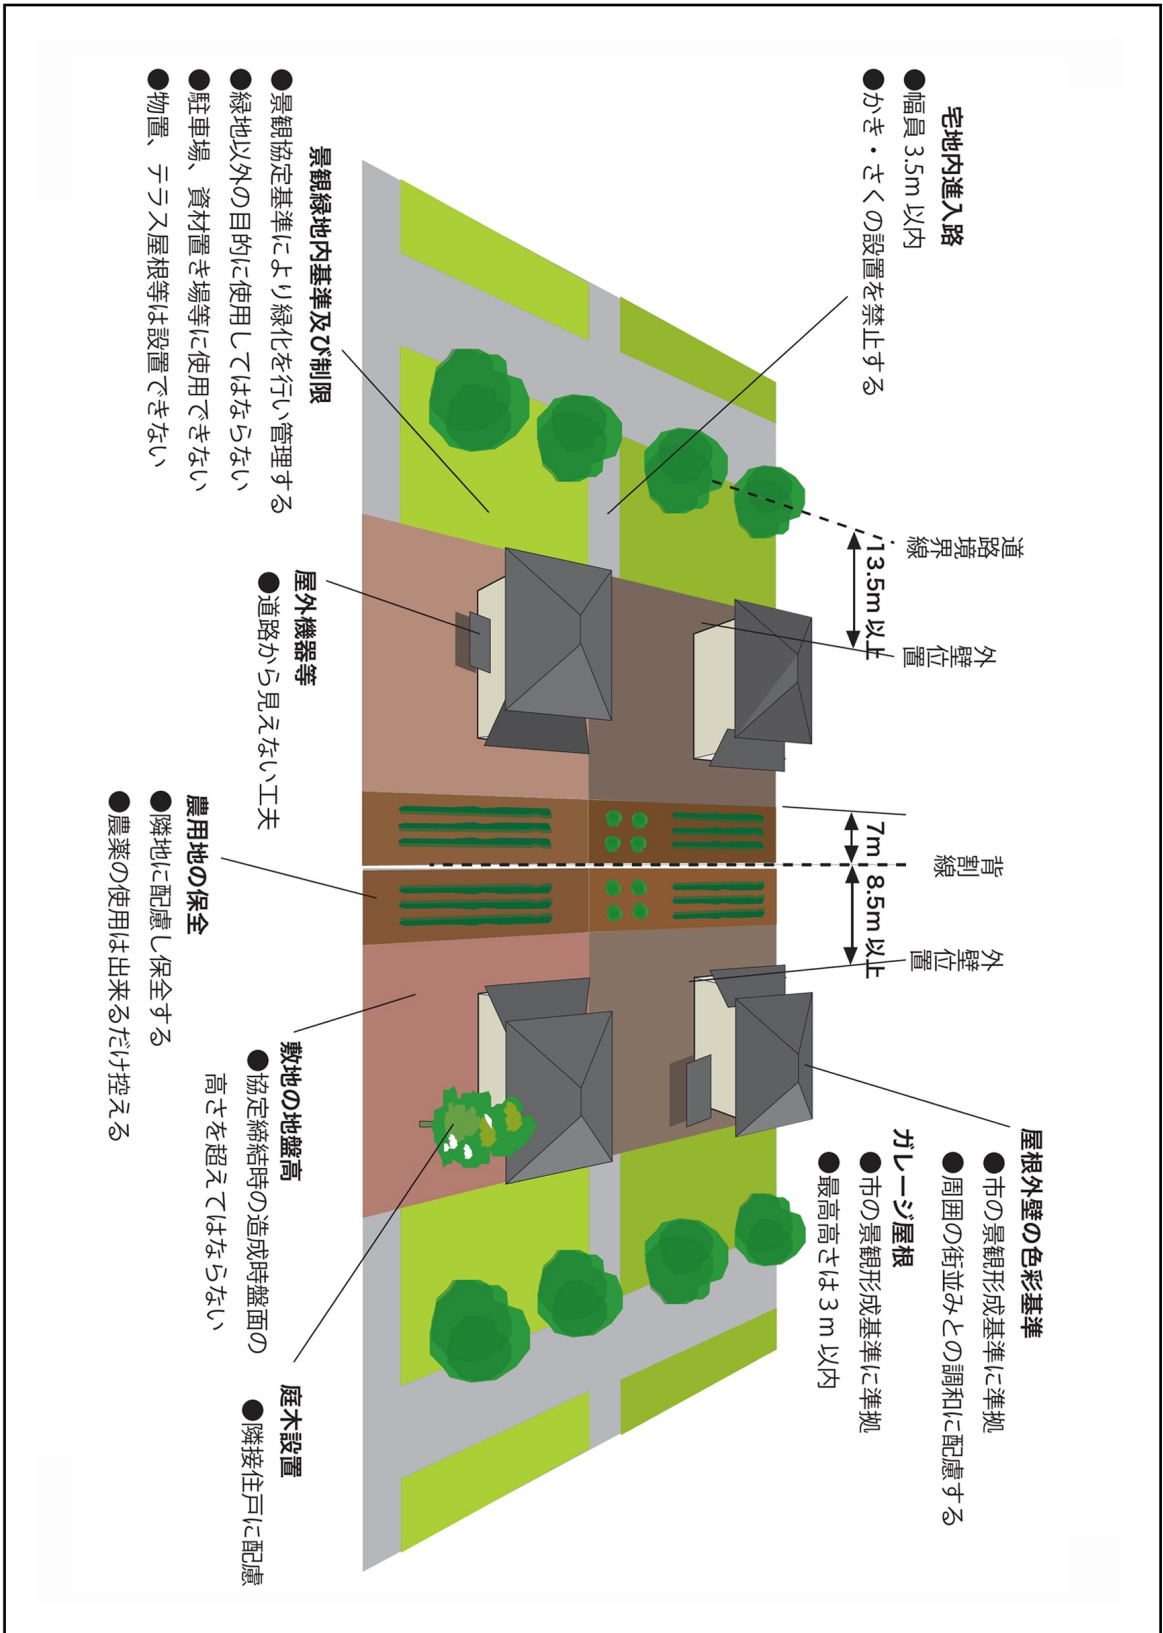 宅地内進入路
●幅員 3.5m 以内
●かき・さくの設置を禁止する
道路境界線
13.5m 以上
外壁位置
7m
背割線
8.5m 以上
外壁位置
屋根外壁の色彩基準
●市の景観形成基準に準拠
●周囲の街並みとの調和に配慮する
ガレージ屋根
●市の景観形成基準に準拠
●最高高さは 3 m 以内
景観緑地内基準及び制限
●景観協定基準により緑化を行い管理する
●緑地以外の目的に使用してはならない
●駐車場、資材置き場等に使用できない
●物置、テラス屋根等は設置できない
屋外機器等
●道路から見えない工夫
農用地の保全
●隣地に配慮し保全する
●農薬の使用は出来るだけ控える
敷地の地盤高
●協定締結時の造成時盤面の
高さを超えてはならない
庭木設置
●隣接住戸に配慮